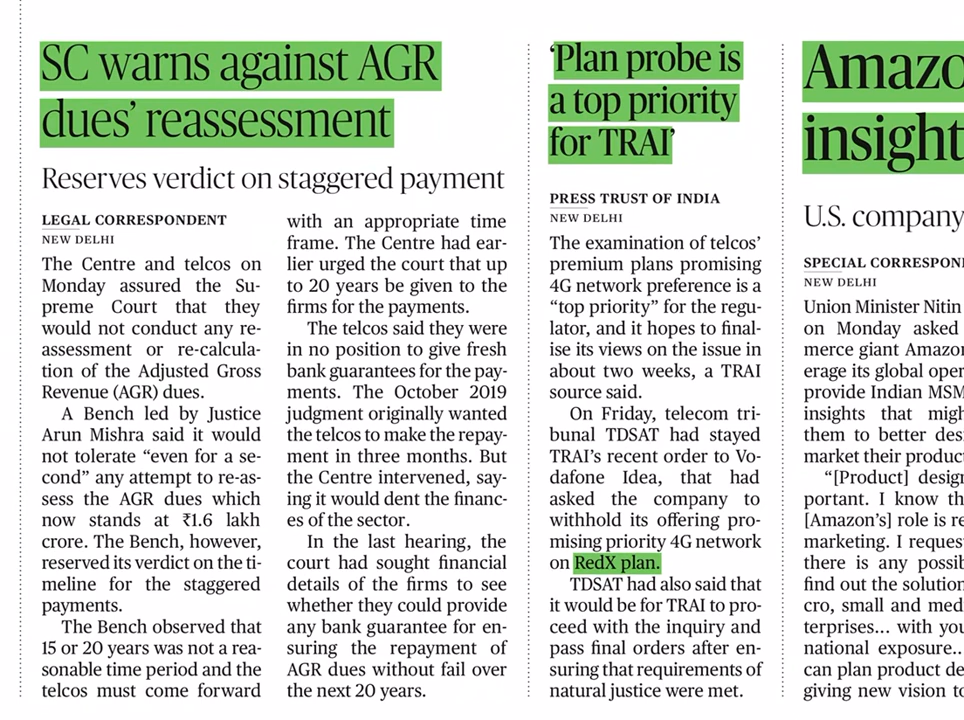 SC warns against AGR
dues' reassessment
Reserves verdict on staggered payment
LEGAL CORRESPONDENT
NEW DELHI
The Centre and telcos on
Monday assured the Su-
preme Court that they
would not conduct any re-
assessment or re-calcula-
tion of the Adjusted Gross
Revenue (AGR) dues.
A Bench led by Justice
Arun Mishra said it would
not tolerate “even for a se-
cond” any attempt to re-as-
sess the AGR dues which
now stands at ₹1.6 lakh
crore. The Bench, however,
reserved its verdict on the ti-
meline for the staggered
payments.
The Bench observed that
15 or 20 years was not a rea-
sonable time period and the
telcos must come forward
with an appropriate time
frame. The Centre had ear-
lier urged the court that up
to 20 years be given to the
firms for the payments.
The telcos said they were
in no position to give fresh
bank guarantees for the pay-
ments. The October 2019
judgment originally wanted
the telcos to make the repay-
ment in three months. But
the Centre intervened, say-
ing it would dent the financ-
es of the sector.
In the last hearing, the
court had sought financial
details of the firms to see
whether they could provide
any bank guarantee for en-
suring the repayment of
AGR dues without fail over
the next 20 years.
‘Plan probe is
a top priority
for TRAI’
PRESS TRUST OF INDIA
NEW DELHI
The examination of telcos’
premium plans promising
4G network preference is a
“top priority” for the regu-
lator, and it hopes to final-
ise its views on the issue in
about two weeks, a TRAI
source said.
On Friday, telecom tri-
bunal TDSAT had stayed
TRAI’s recent order to Vo-
dafone Idea, that had
asked the company to
withhold its offering pro-
mising priority 4G network
on RedX plan.
TDSAT had also said that
it would be for TRAI to pro-
ceed with the inquiry and
pass final orders after en-
suring that requirements of
natural justice were met.
Amazo
insight
U.S. company
SPECIAL CORRESPON
NEW DELHI
Union Minister Nitin
on Monday asked
merce giant Amazon
erage its global oper
provide Indian MSM
insights that migh
them to better desi
market their product
“[Product] design
portant. I know th
[Amazon’s] role is re
marketing. I request
there is any possib
find out the solution
cro, small and med
terprises... with you
national exposure..
can plan product de
giving new vision to